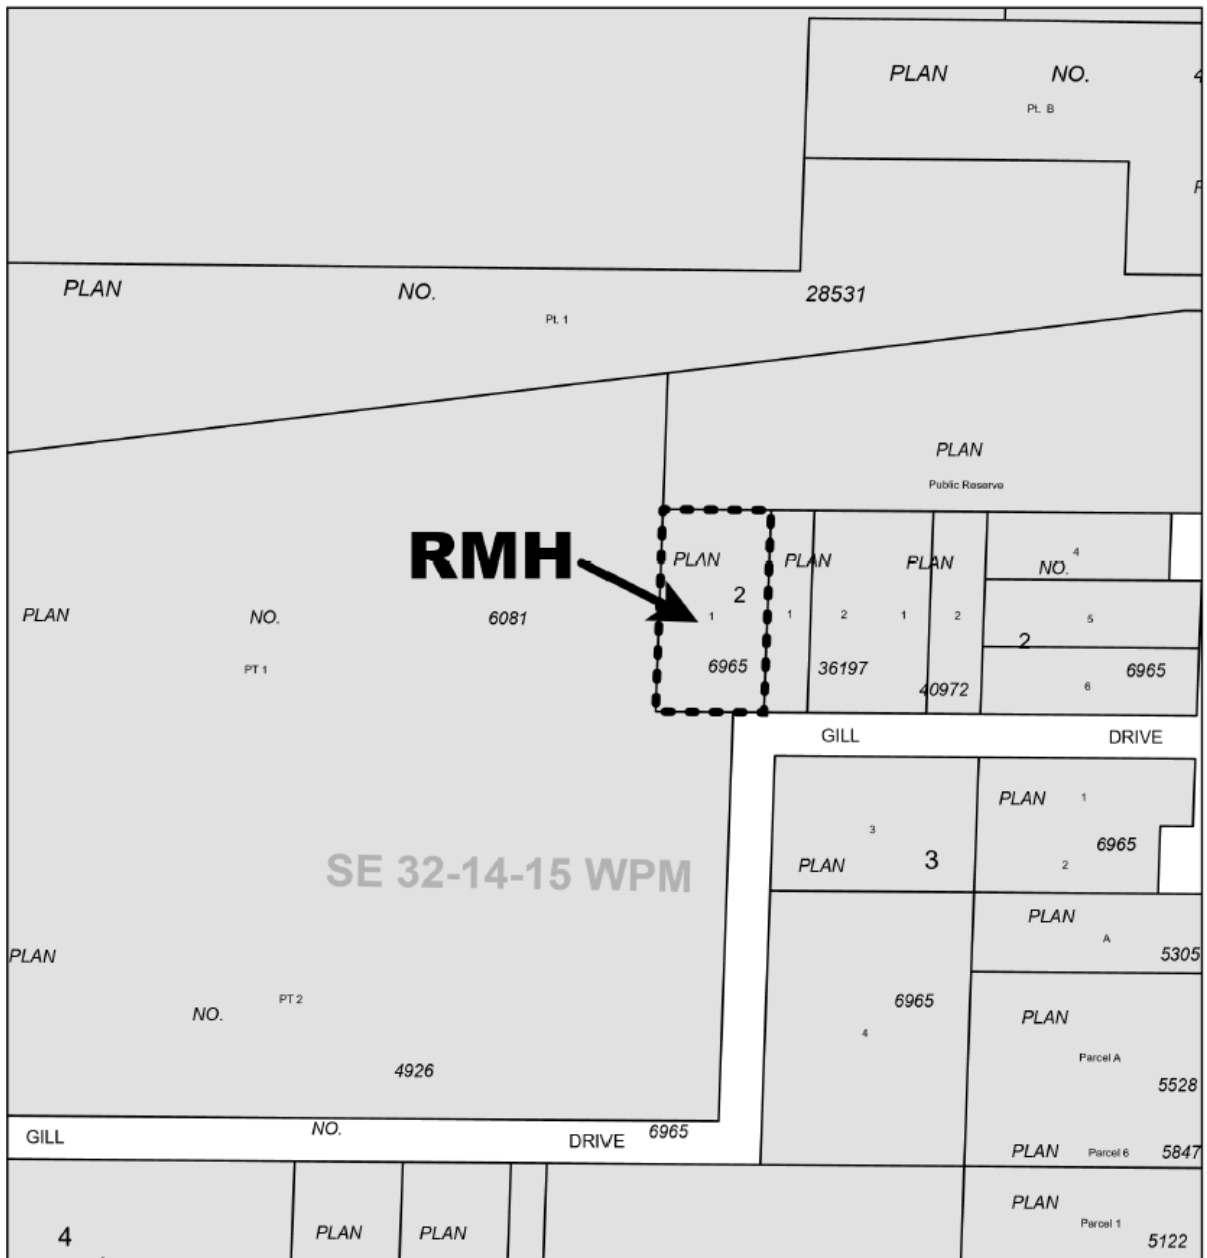 PLAN NO. 4
Pt. B
PLAN NO. 28531
Pt. 1
PLAN
Public Reserve
RMH
PLAN PLAN PLAN NO. 4
2
PLAN NO. 6081
1 1 2 1 2 5
2
PT 1
6965 36197 40972 6 6965
GILL DRIVE
PLAN 1
3 6965
PLAN 3 2
SE 32-14-15 WPM
PLAN
A
PLAN 5305
PT 2 6965
NO. PLAN
4
Parcel A
4926 5528
GILL NO. DRIVE 6965
PLAN Parcel 6 5847
PLAN
Parcel 1
4 PLAN PLAN 5122